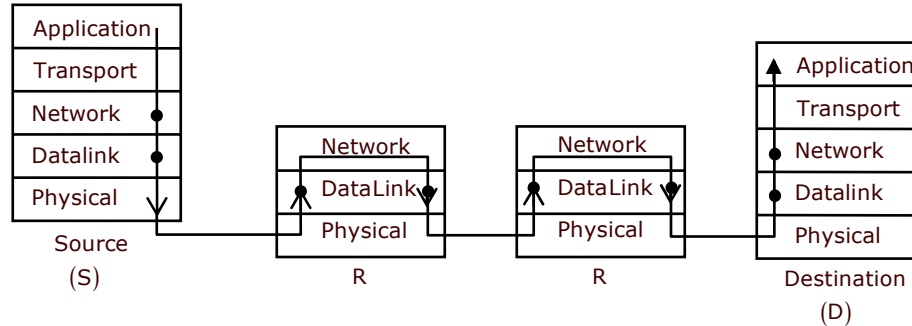 Application
Transport
Network
Datalink
Physical
Source
(S)
Network
DataLink
Physical
R
Network
DataLink
Physical
R
Application
Transport
Network
Datalink
Physical
Destination
(D)